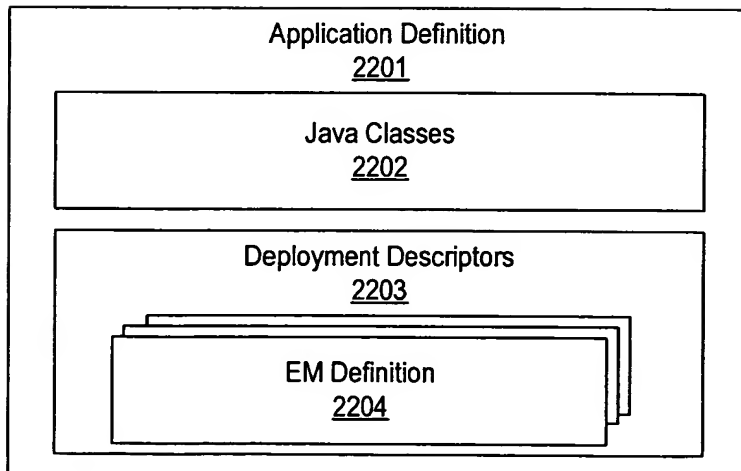 Application Definition
2201
Java Classes
2202
Deployment Descriptors
2203
EM Definition
2204